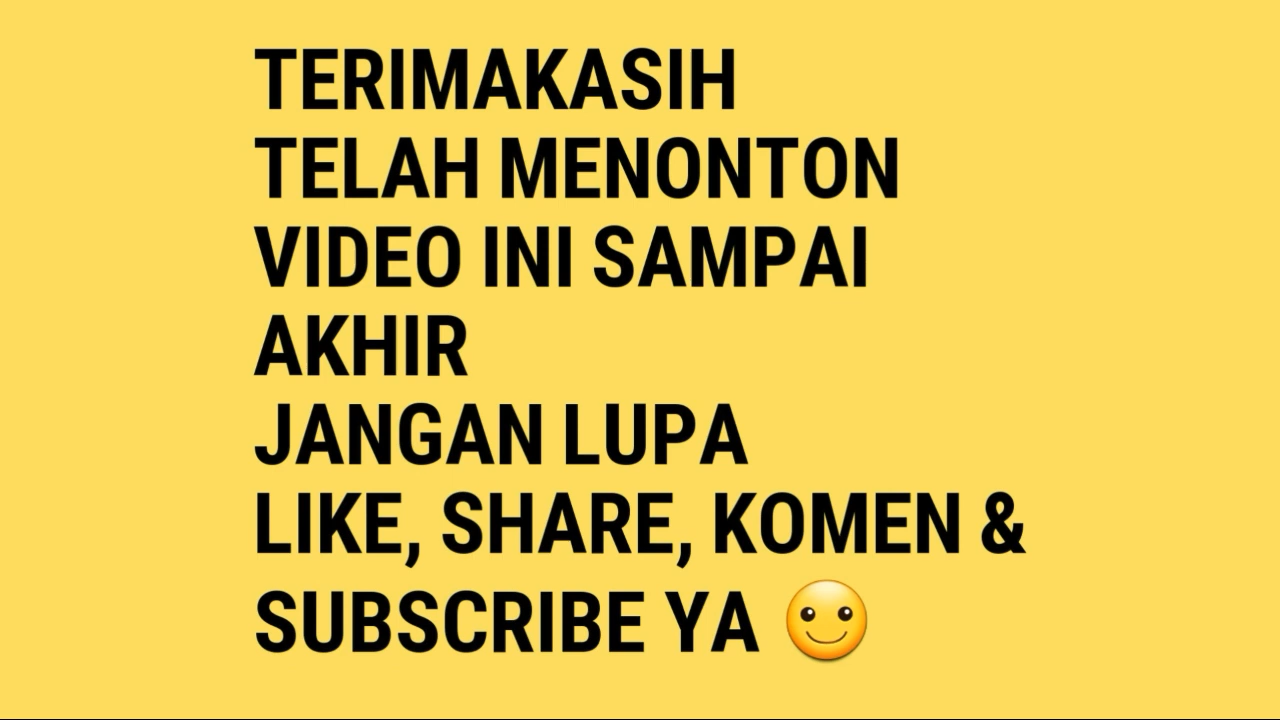 TERIMAKASIH
TELAH MENONTON
VIDEO INI SAMPAI
AKHIR
JANGAN LUPA
LIKE, SHARE, KOMEN &
SUBSCRIBE YA 🙂